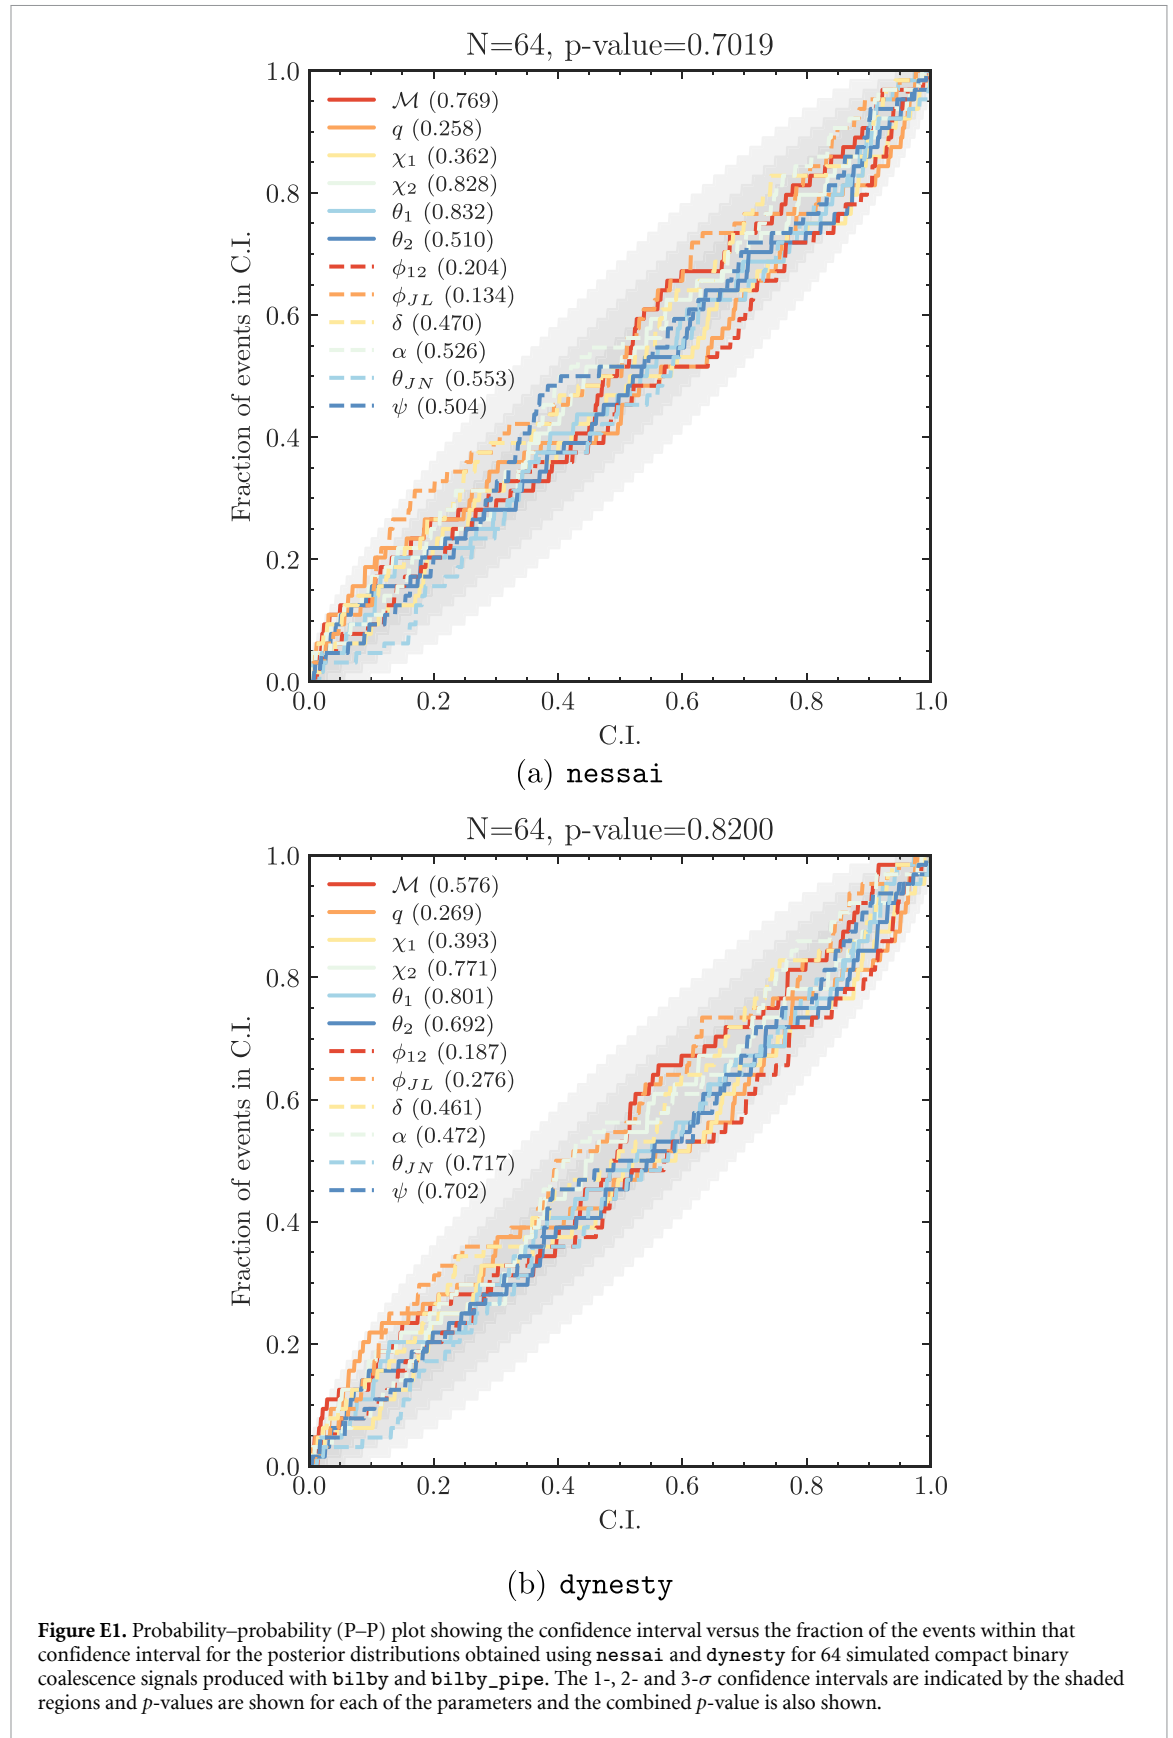 N=64, p-value=0.7019
1.0
0.8
0.6
0.4
0.2
0.0
Fraction of events in C.I.
ℳ (0.769)
q (0.258)
χ₁ (0.362)
χ₂ (0.828)
θ₁ (0.832)
θ₂ (0.510)
ϕ₁₂ (0.204)
ϕ_JL (0.134)
δ (0.470)
α (0.526)
θ_JN (0.553)
ψ (0.504)
0.0 0.2 0.4 0.6 0.8 1.0
C.I.
(a) nessai
N=64, p-value=0.8200
1.0
0.8
0.6
0.4
0.2
0.0
Fraction of events in C.I.
ℳ (0.576)
q (0.269)
χ₁ (0.393)
χ₂ (0.771)
θ₁ (0.801)
θ₂ (0.692)
ϕ₁₂ (0.187)
ϕ_JL (0.276)
δ (0.461)
α (0.472)
θ_JN (0.717)
ψ (0.702)
0.0 0.2 0.4 0.6 0.8 1.0
C.I.
(b) dynesty
Figure E1. Probability–probability (P–P) plot showing the confidence interval versus the fraction of the events within that
confidence interval for the posterior distributions obtained using nessai and dynesty for 64 simulated compact binary
coalescence signals produced with bilby and bilby_pipe. The 1-, 2- and 3-σ confidence intervals are indicated by the shaded
regions and p-values are shown for each of the parameters and the combined p-value is also shown.